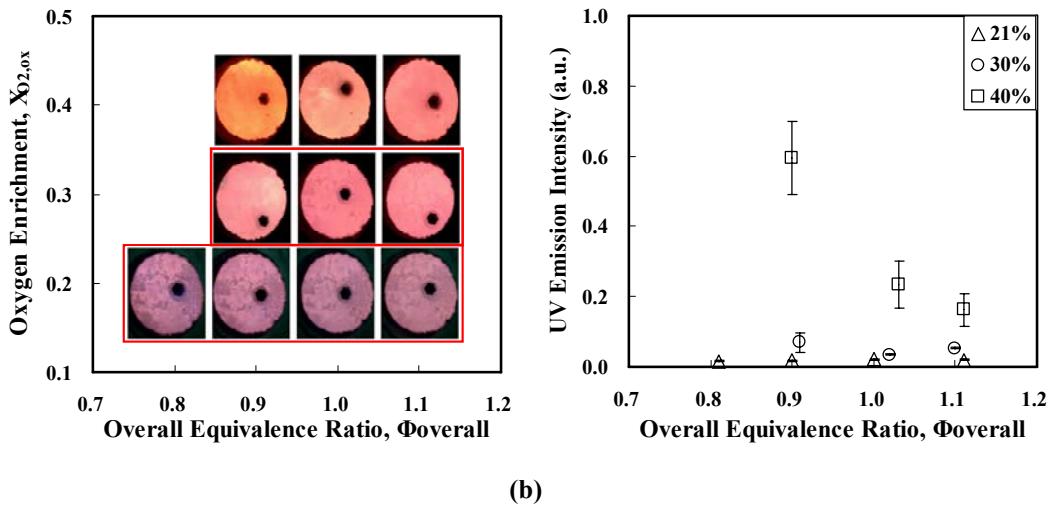 0.5
0.4
0.3
0.2
0.1
0.7 0.8 0.9 1.0 1.1 1.2
Oxygen Enrichment, XO2,ox
Overall Equivalence Ratio, Φoverall
1.0
0.8
0.6
0.4
0.2
0.0
0.7 0.8 0.9 1.0 1.1 1.2
UV Emission Intensity (a.u.)
Overall Equivalence Ratio, Φoverall
21%
30%
40%
(b)